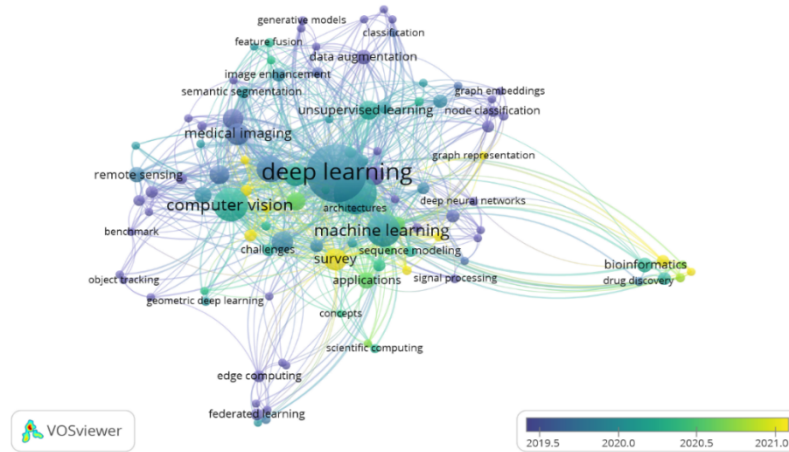 generative models
classification
feature fusion
data augmentation
image enhancement
semantic segmentation
graph embeddings
unsupervised learning
node classification
medical imaging
graph representation
remote sensing
deep learning
computer vision
architectures
deep neural networks
benchmark
machine learning
challenges
sequence modeling
survey
bioinformatics
object tracking
applications
signal processing
drug discovery
geometric deep learning
concepts
scientific computing
edge computing
federated learning
VOSviewer
2019.5 2020.0 2020.5 2021.0